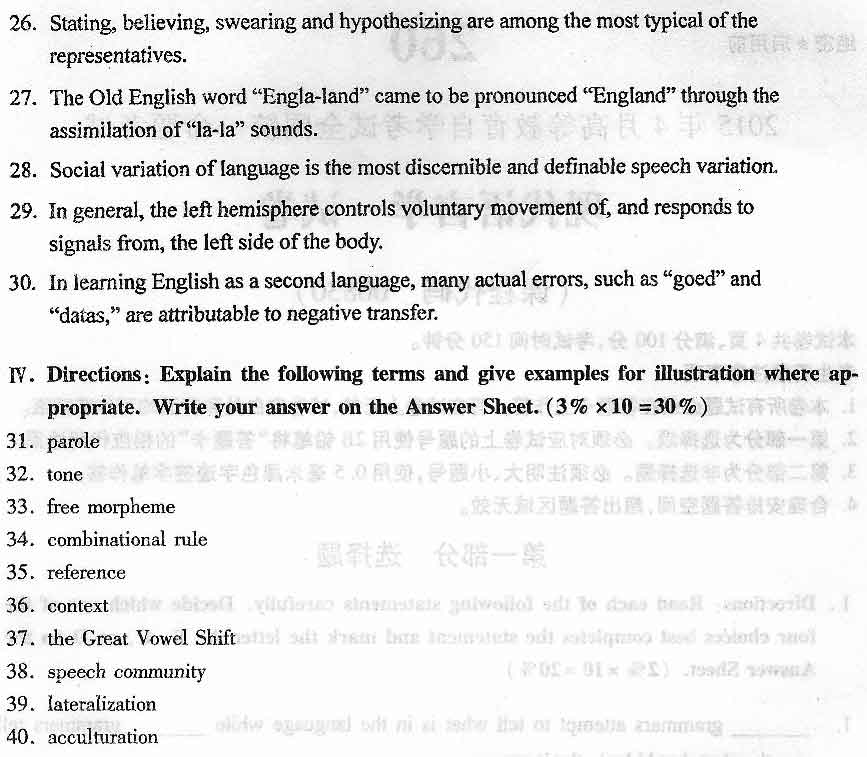 26. Stating, believing, swearing and hypothesizing are among the most typical of the
representatives.
27. The Old English word “Engla-land” came to be pronounced “England” through the
assimilation of “la-la” sounds.
28. Social variation of language is the most discernible and definable speech variation.
29. In general, the left hemisphere controls voluntary movement of, and responds to
signals from, the left side of the body.
30. In learning English as a second language, many actual errors, such as “goed” and
“datas,” are attributable to negative transfer.
Ⅳ. Directions: Explain the following terms and give examples for illustration where ap-
propriate. Write your answer on the Answer Sheet. (3% ×10 =30%)
31. parole
32. tone
33. free morpheme
34. combinational rule
35. reference
36. context
37. the Great Vowel Shift
38. speech community
39. lateralization
40. acculturation